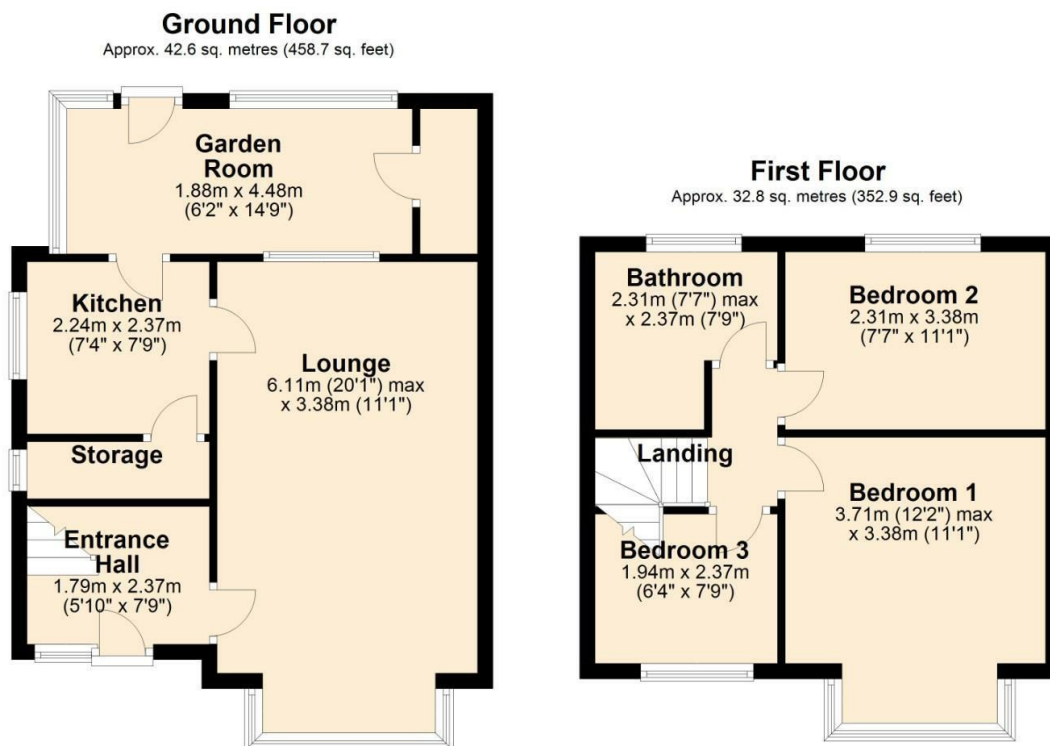 Ground Floor
Approx. 42.6 sq. metres (458.7 sq. feet)
Garden
Room
1.88m x 4.48m
(6'2" x 14'9")
Kitchen
2.24m x 2.37m
(7'4" x 7'9")
Lounge
6.11m (20'1") max
x 3.38m (11'1")
Storage
Entrance
Hall
1.79m x 2.37m
(5'10" x 7'9")
First Floor
Approx. 32.8 sq. metres (352.9 sq. feet)
Bathroom
2.31m (7'7") max
x 2.37m (7'9")
Bedroom 2
2.31m x 3.38m
(7'7" x 11'1")
Landing
Bedroom 1
3.71m (12'2") max
x 3.38m (11'1")
Bedroom 3
1.94m x 2.37m
(6'4" x 7'9")